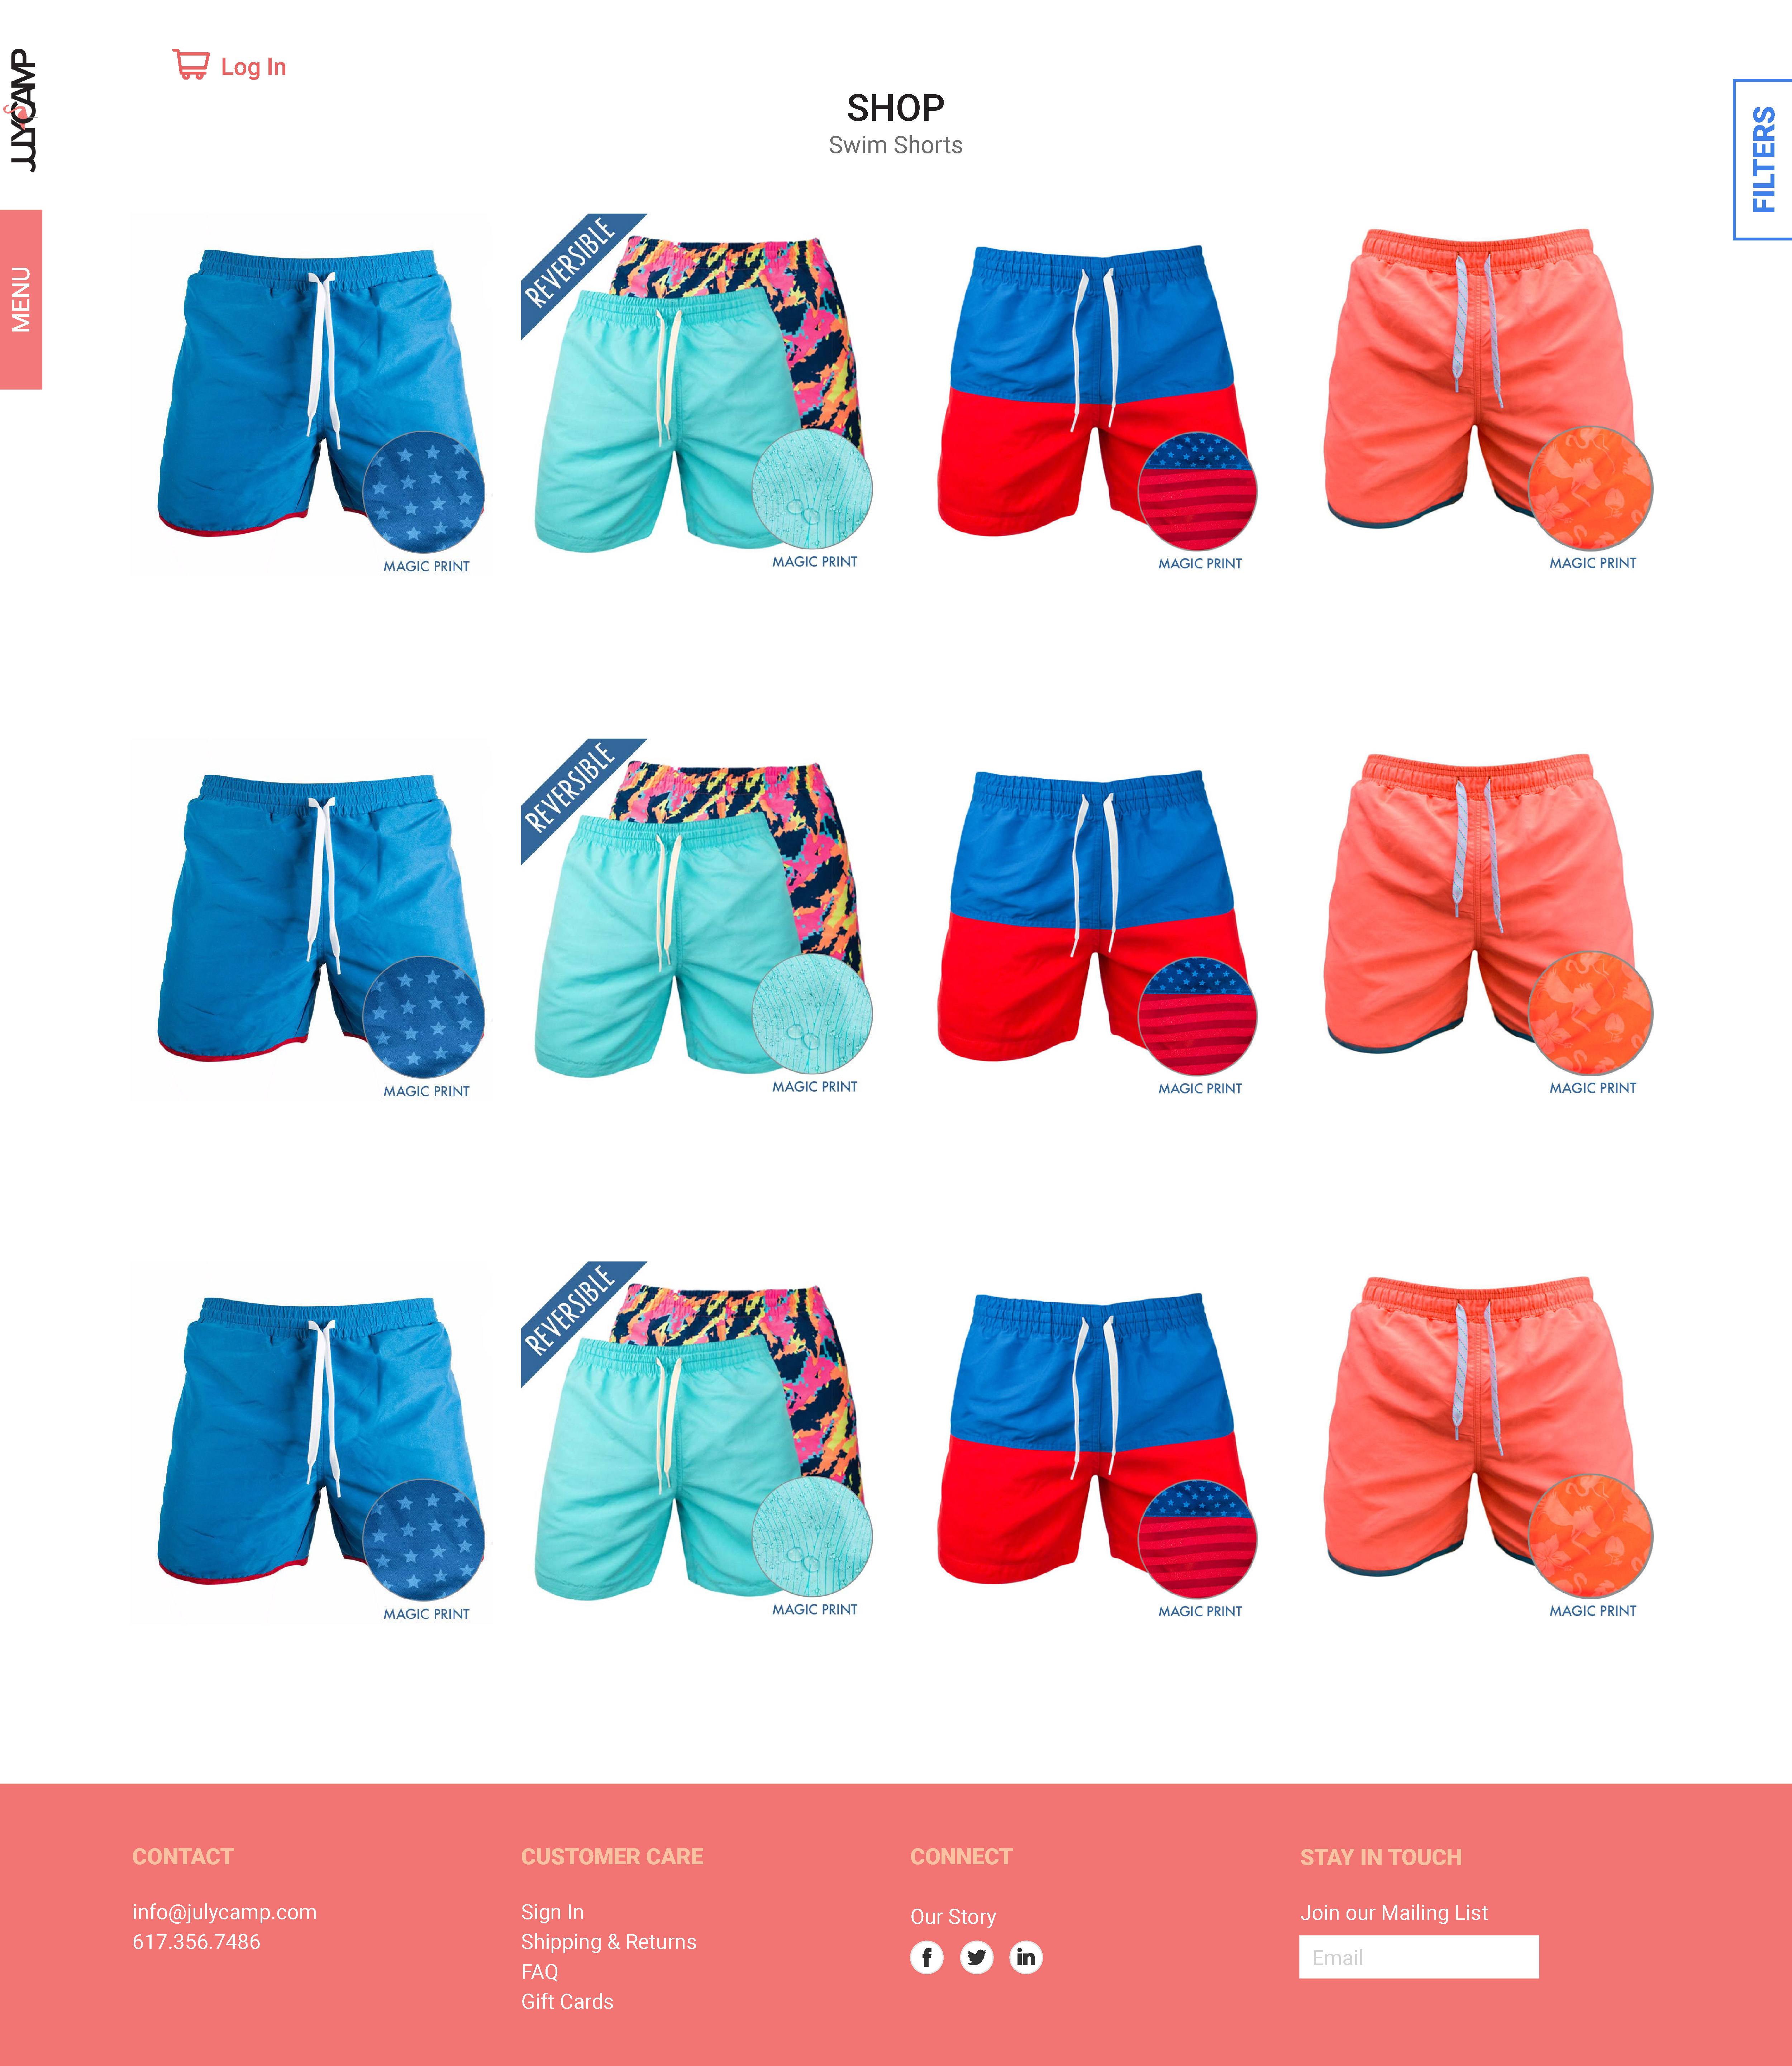 JULYCAMP
Log In
SHOP
Swim Shorts
FILTERS
MENU
REVERSIBLE
MAGIC PRINT
MAGIC PRINT
MAGIC PRINT
MAGIC PRINT
REVERSIBLE
MAGIC PRINT
MAGIC PRINT
MAGIC PRINT
MAGIC PRINT
REVERSIBLE
MAGIC PRINT
MAGIC PRINT
MAGIC PRINT
MAGIC PRINT
CONTACT
info@julycamp.com
617.356.7486
CUSTOMER CARE
Sign In
Shipping & Returns
FAQ
Gift Cards
CONNECT
Our Story
f
in
STAY IN TOUCH
Join our Mailing List
Email